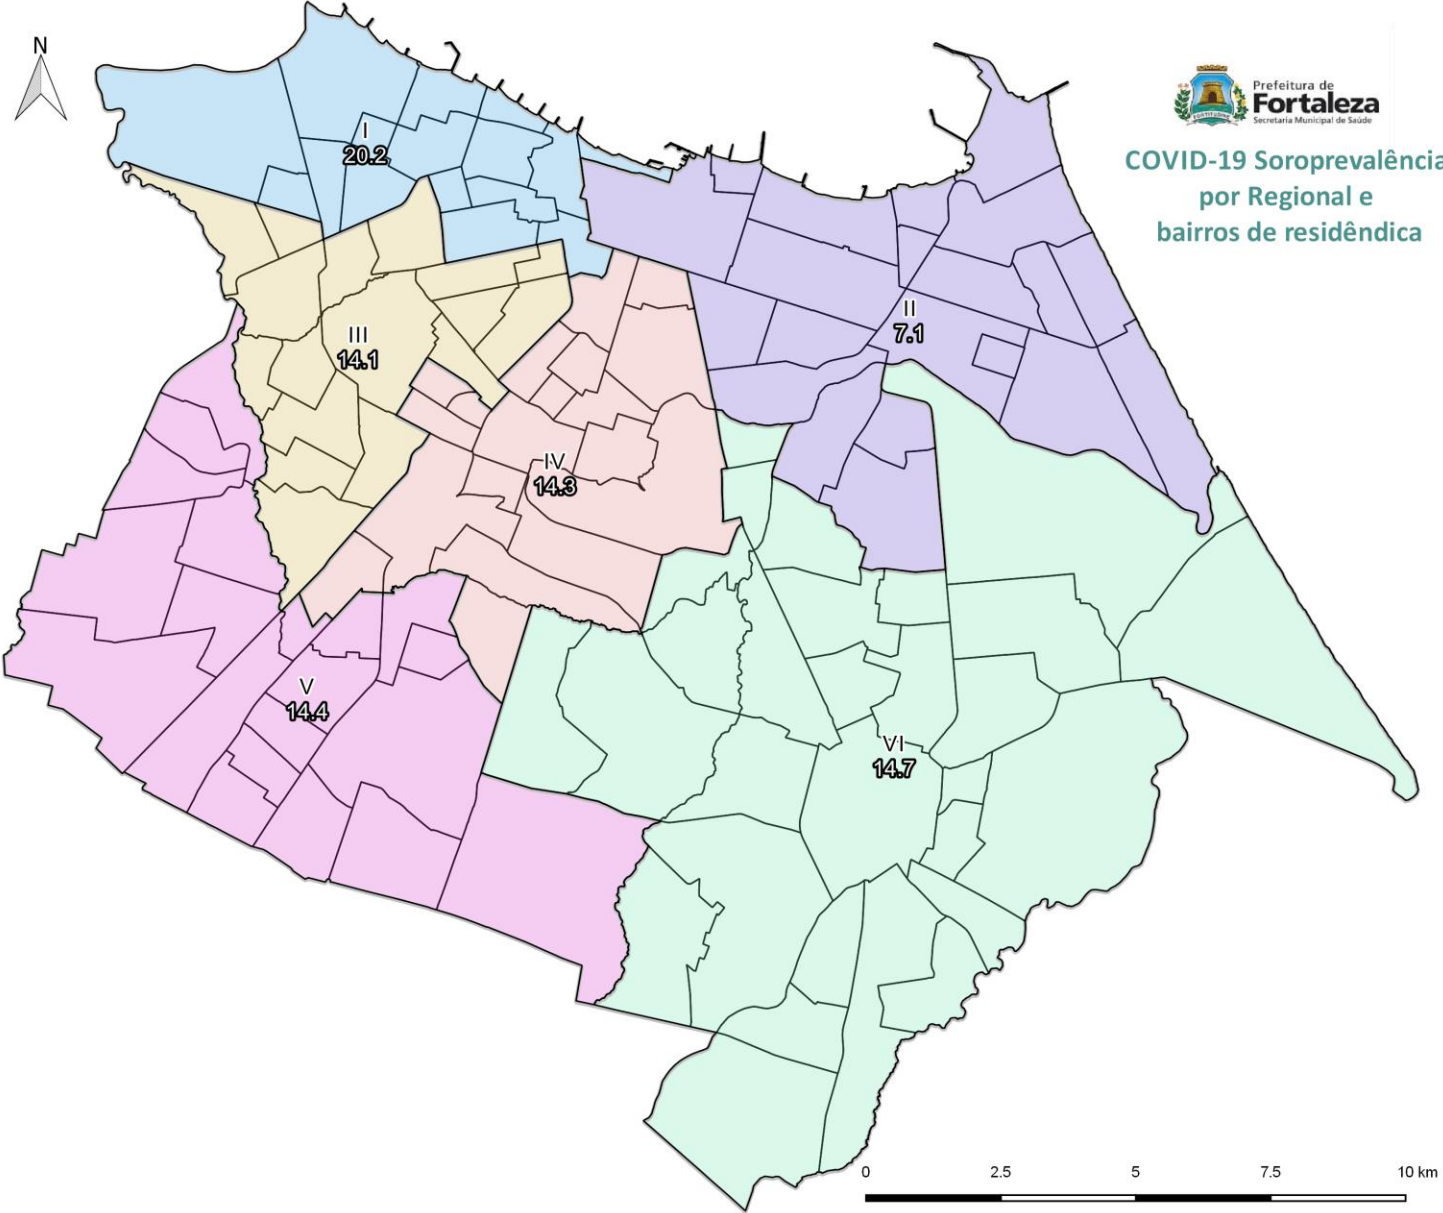 N
Prefeitura de
Fortaleza
Secretaria Municipal de Saúde
FORTITUDINE
COVID-19 Soroprevalência
por Regional e
bairros de residêndica
I
20.2
II
7.1
III
14.1
IV
14.3
V
14.4
VI
14.7
0 2.5 5 7.5 10 km